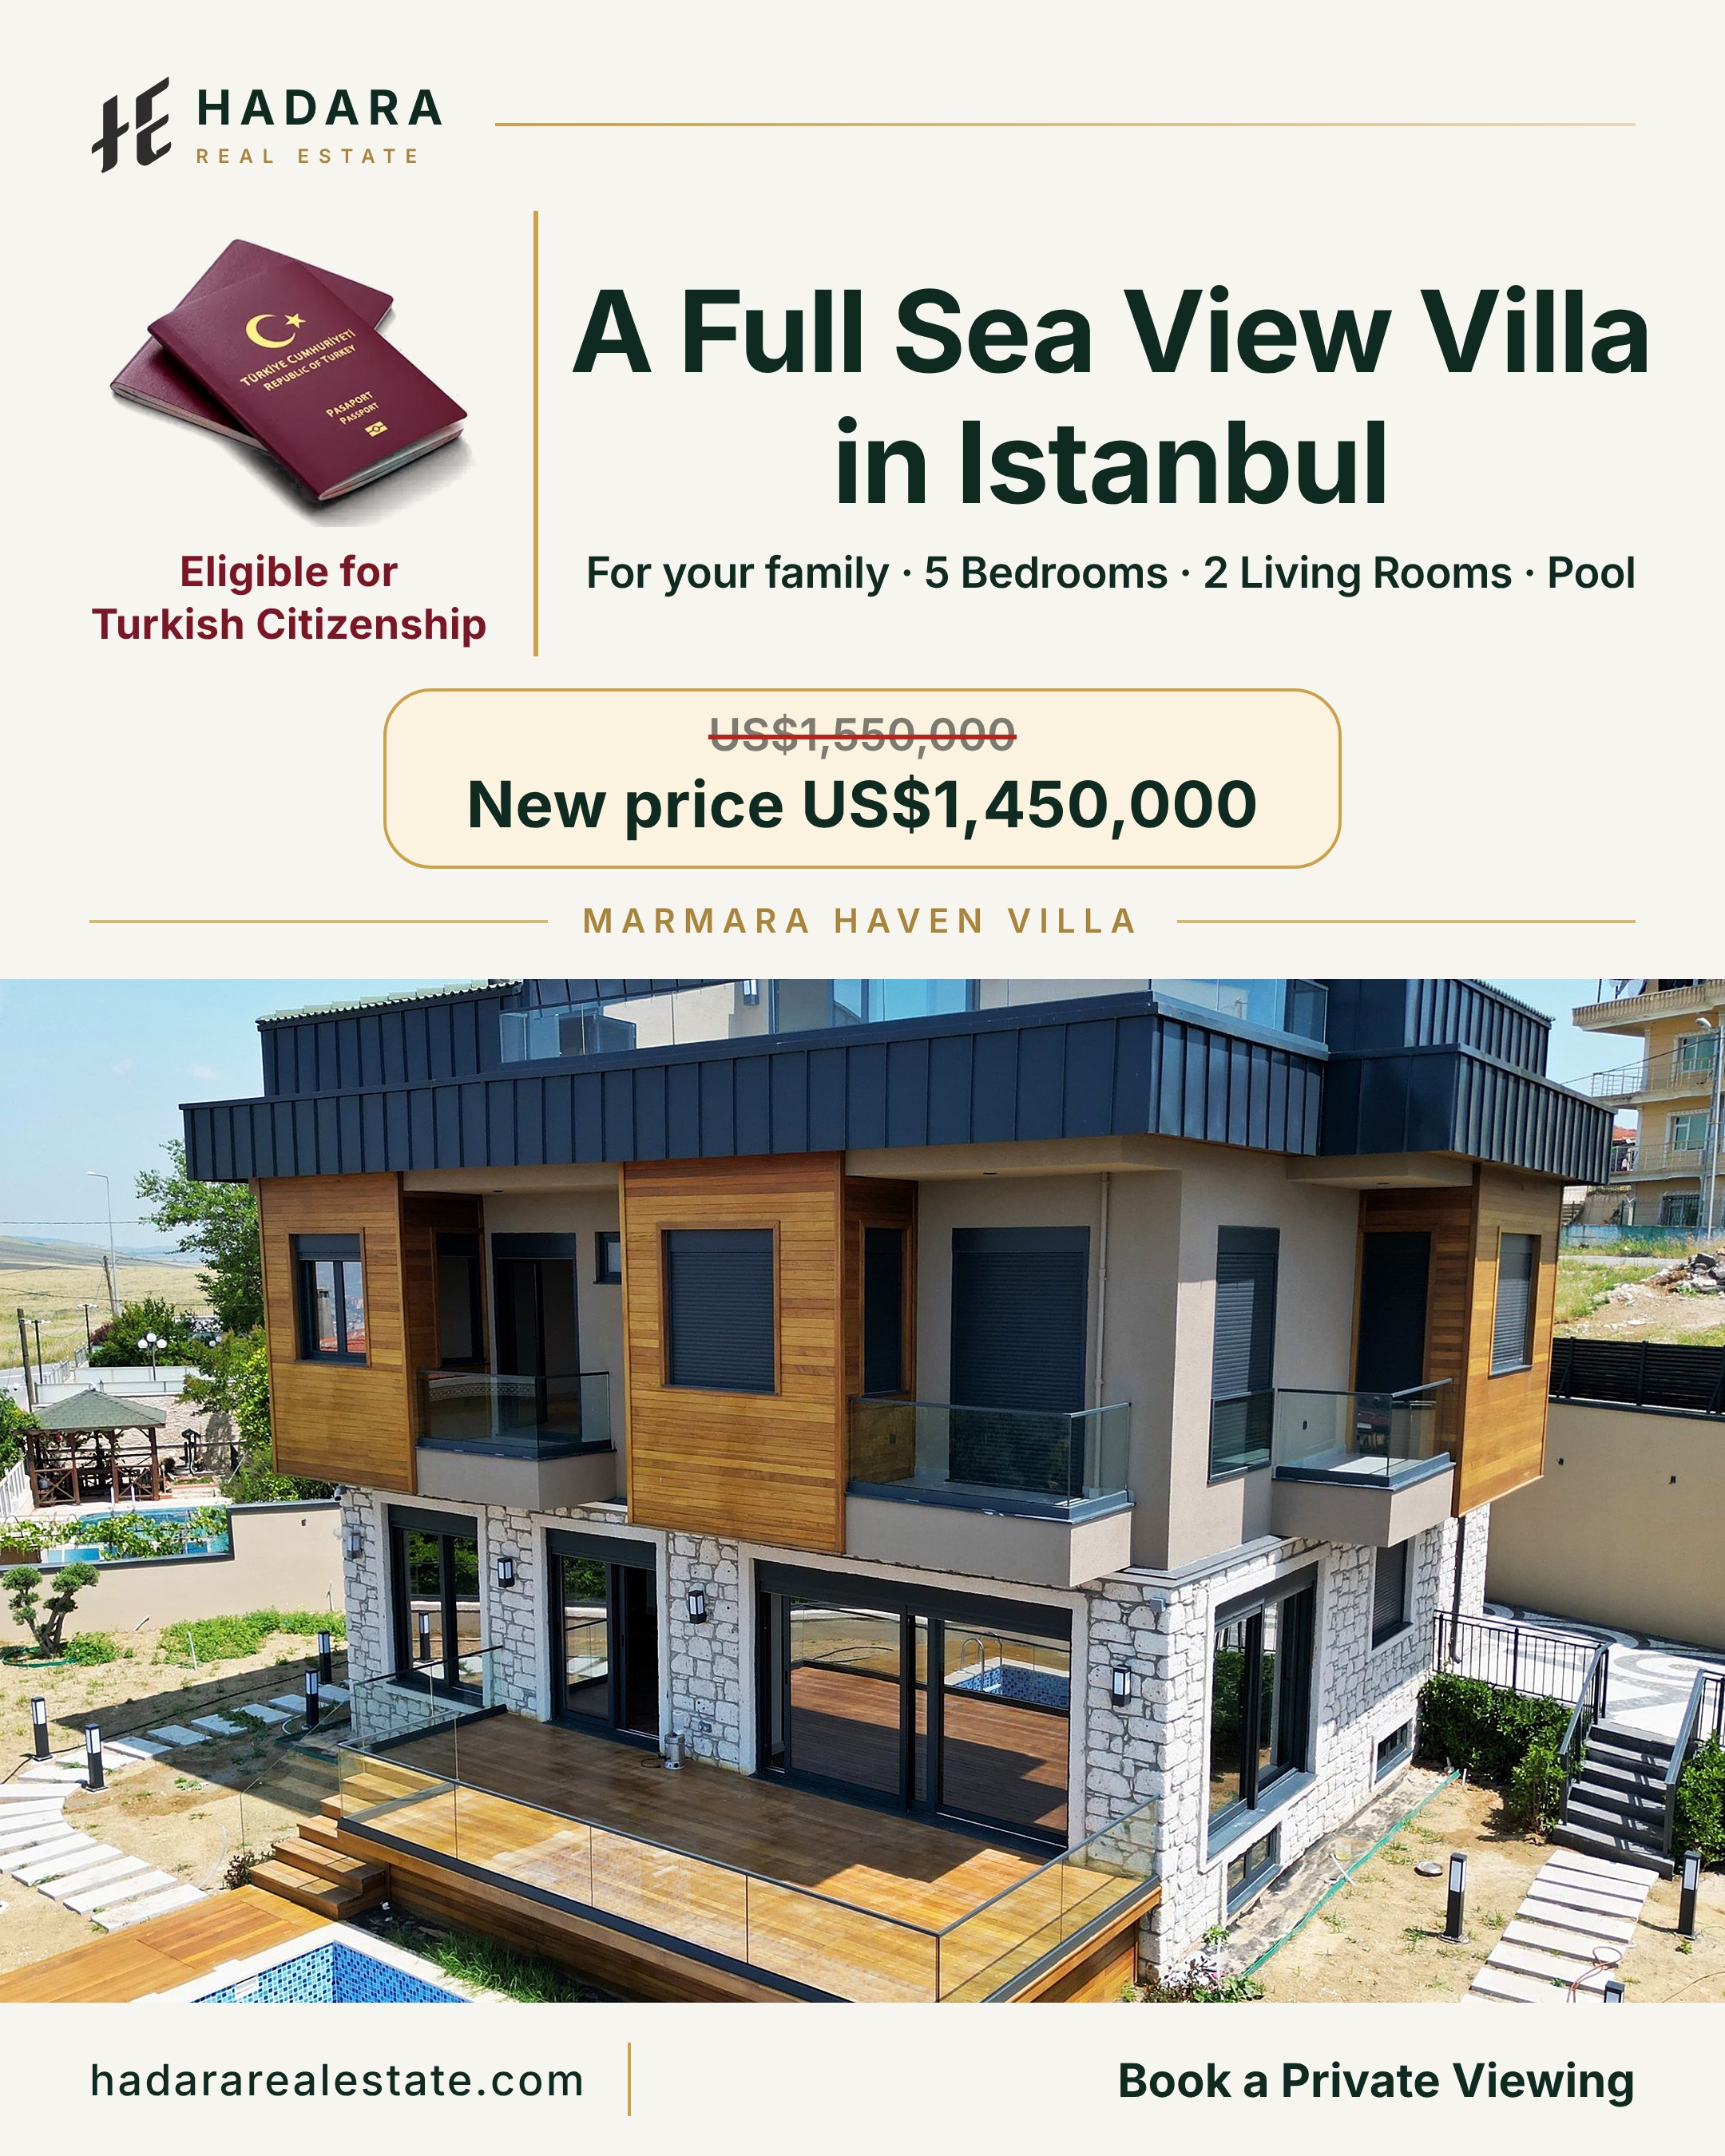 HADARA
REAL ESTATE
TÜRKİYE CUMHURİYETİ
REPUBLIC OF TURKEY
PASAPORT
PASSPORT
Eligible for
Turkish Citizenship
A Full Sea View Villa
in Istanbul
For your family · 5 Bedrooms · 2 Living Rooms · Pool
US$1,550,000
New price US$1,450,000
MARMARA HAVEN VILLA
hadararealestate.com
Book a Private Viewing